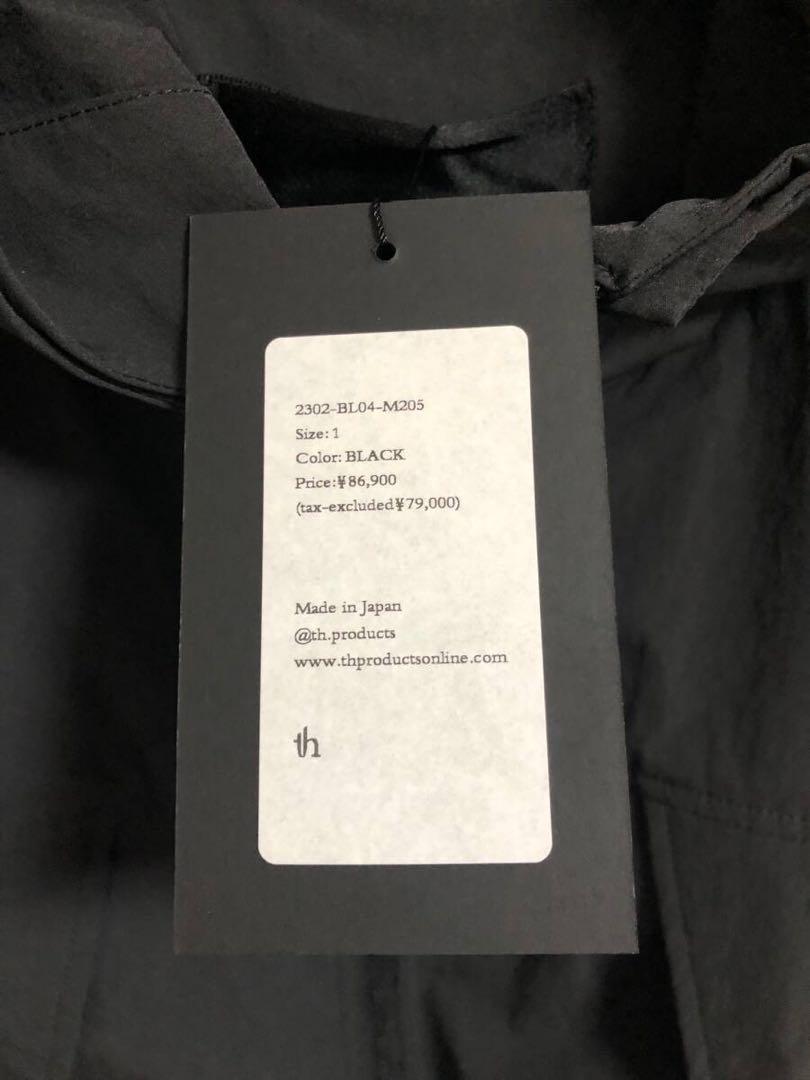 2302-BL04-M205
Size:1
Color: BLACK
Price:¥86,900
(tax-excluded¥79,000)
Made in Japan
@th.products
www.thproductsonline.com
th